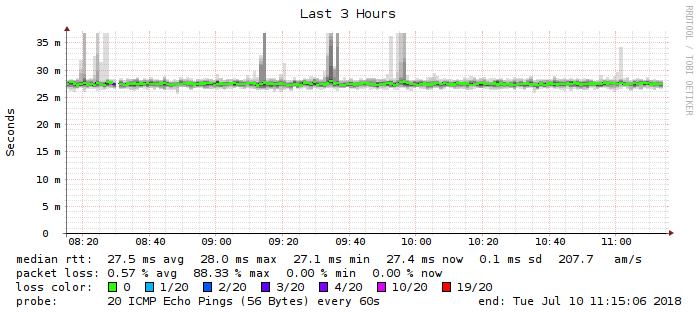 Last 3 Hours
RRDTOOL / TOBI OETIKER
Seconds
35 m
30 m
25 m
20 m
15 m
10 m
5 m
0
08:20 08:40 09:00 09:20 09:40 10:00 10:20 10:40 11:00
median rtt: 27.5 ms avg 28.0 ms max 27.1 ms min 27.4 ms now 0.1 ms sd 207.7 am/s
packet loss: 0.57 % avg 88.33 % max 0.00 % min 0.00 % now
loss color: 0 1/20 2/20 3/20 4/20 10/20 19/20
probe: 20 ICMP Echo Pings (56 Bytes) every 60s end: Tue Jul 10 11:15:06 2018